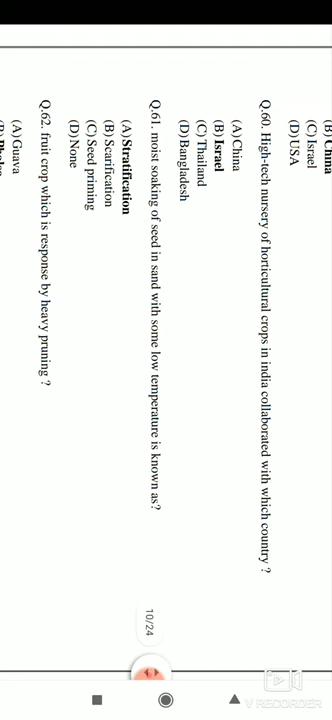 (B) China
(C) Israel
(D) USA
Q.60. High-tech nursery of horticultural crops in india collaborated with which country ?
(A) China
(B) Israel
(C) Thailand
(D) Bangladesh
Q.61. moist soaking of seed in sand with some low temperature is known as?
(A) Stratification
(B) Scarification
(C) Seed priming
(D) None
Q.62. fruit crop which is response by heavy pruning ?
(A) Guava
10/24
V RECORDER